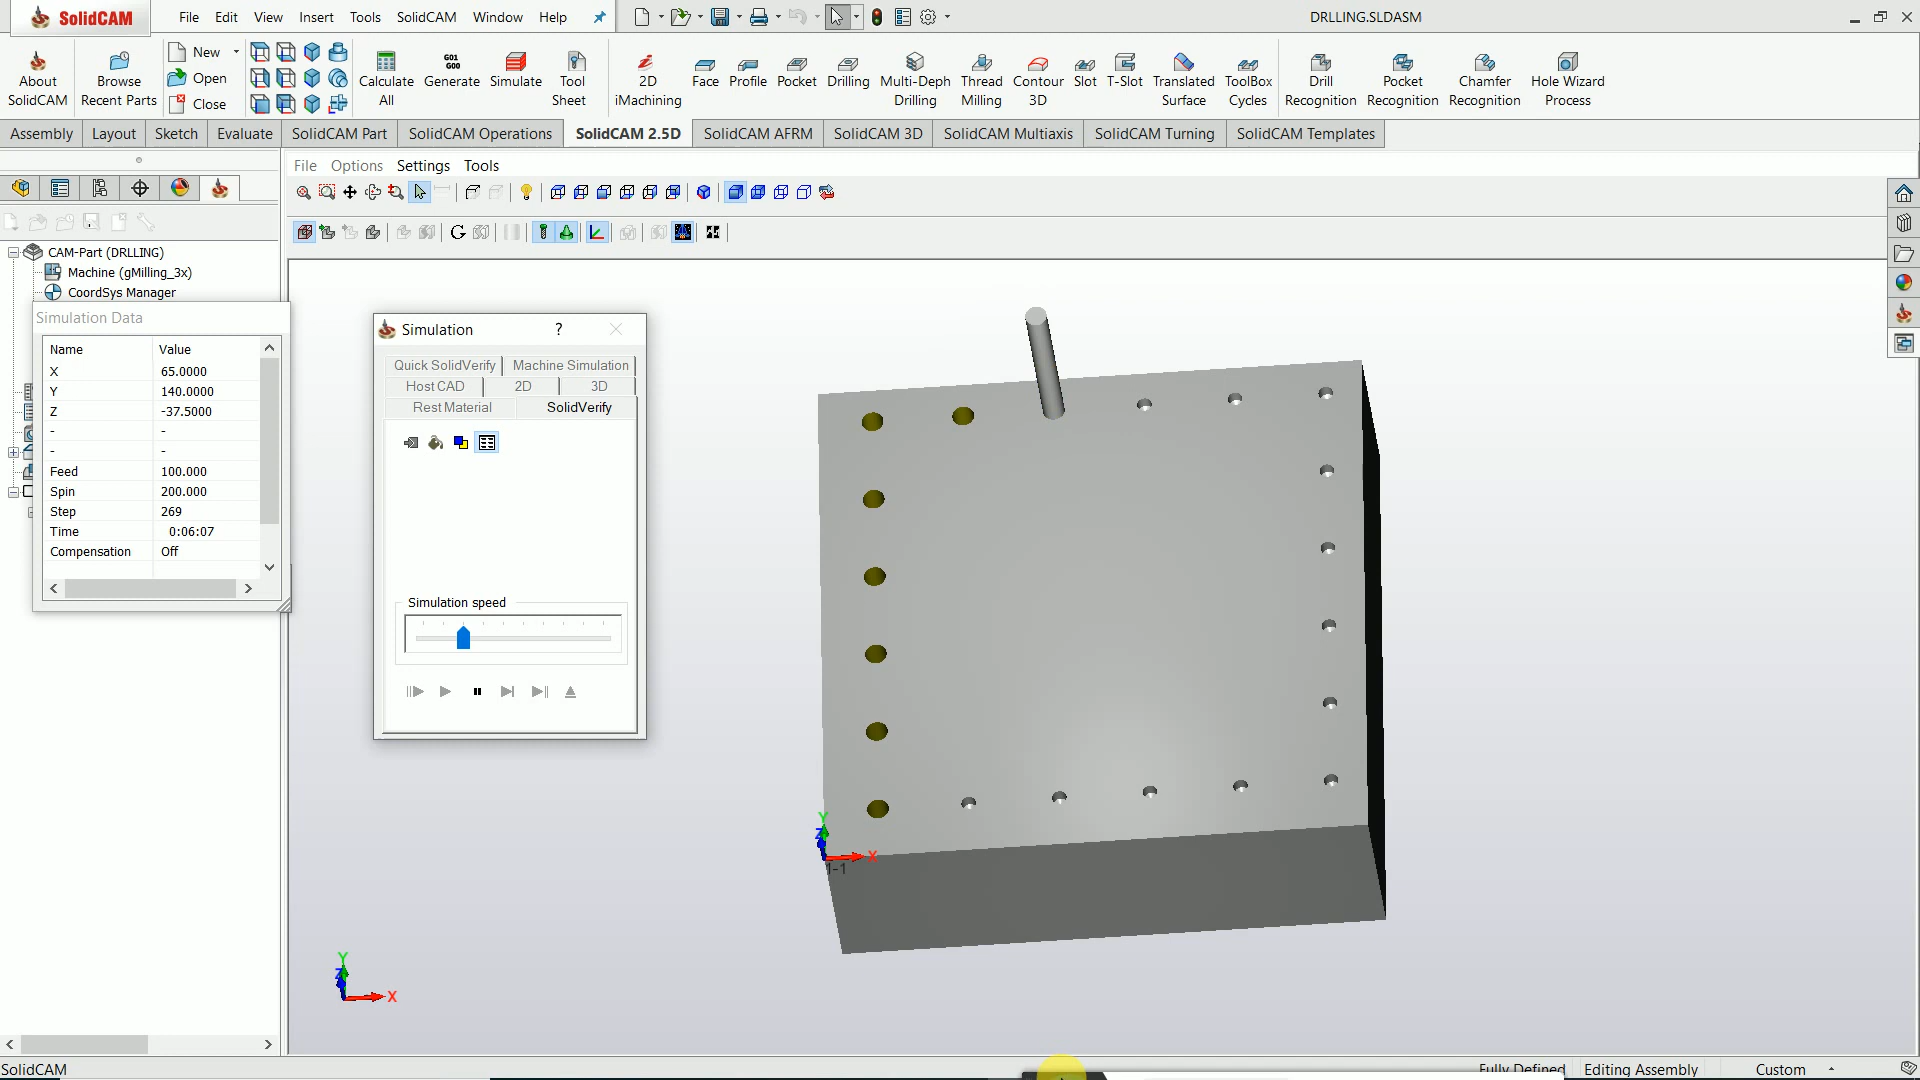 SolidCAM File Edit View Insert Tools SolidCAM Window Help DRLLING.SLDASM
About SolidCAM
Browse Recent Parts
New
Open
Close
Calculate All
G01 G00
Generate
Simulate
Tool Sheet
2D iMachining
Face
Profile
Pocket
Drilling
Multi-Deph Drilling
Thread Milling
Contour 3D
Slot
T-Slot
Translated Surface
ToolBox Cycles
Drill Recognition
Pocket Recognition
Chamfer Recognition
Hole Wizard Process
Assembly Layout Sketch Evaluate SolidCAM Part SolidCAM Operations SolidCAM 2.5D SolidCAM AFRM SolidCAM 3D SolidCAM Multiaxis SolidCAM Turning SolidCAM Templates
File Options Settings Tools
CAM-Part (DRLLING)
Machine (gMilling_3x)
CoordSys Manager
Simulation Data
Name Value
X 65.0000
Y 140.0000
Z -37.5000
- -
- -
Feed 100.000
Spin 200.000
Step 269
Time 0:06:07
Compensation Off
Simulation ?
Quick SolidVerify Machine Simulation
Host CAD 2D 3D
Rest Material SolidVerify
Simulation speed
Y
Z
X
1-1
Y
Z
X
SolidCAM Fully Defined Editing Assembly Custom